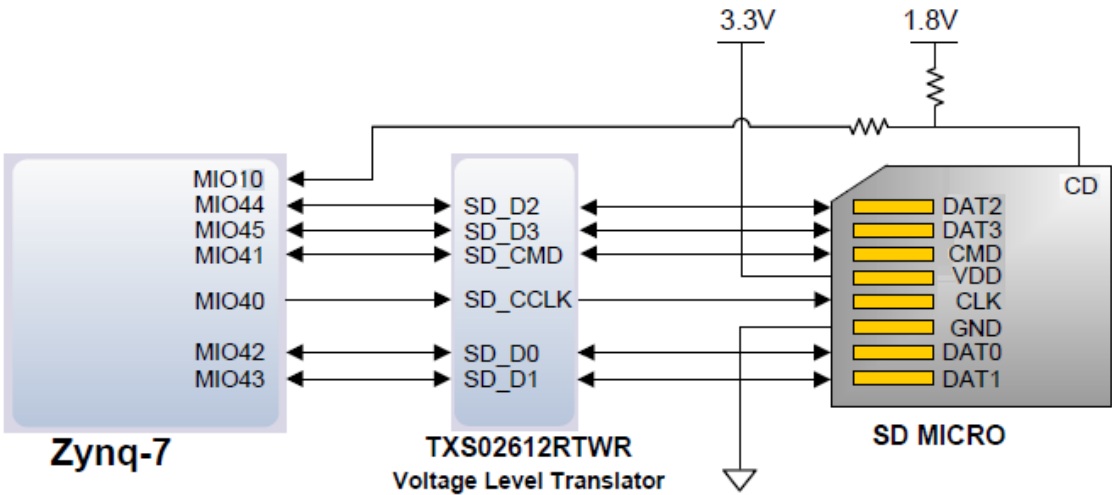 3.3V 1.8V
MIO10 CD
MIO44 SD_D2 DAT2
MIO45 SD_D3 DAT3
MIO41 SD_CMD CMD
VDD
MIO40 SD_CCLK CLK
GND
MIO42 SD_D0 DAT0
MIO43 SD_D1 DAT1
Zynq-7 TXS02612RTWR SD MICRO
Voltage Level Translator